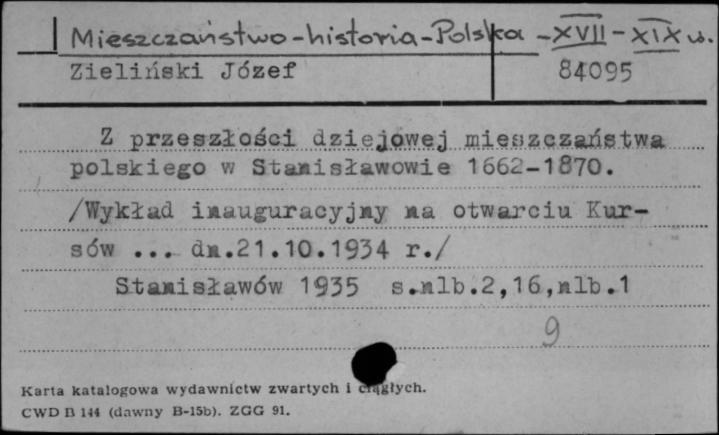 Mieszczaństwo-historia-Polska-XVII-XIX w.
Zieliński Józef 84095
Z przeszłości dziejowej mieszczaństwa
polskiego w Stanisławowie 1662-1870.
/Wykład inauguracyjny na otwarciu Kur-
sów ... dn.21.10.1934 r./
Stanisławów 1935 s.nlb.2,16,nlb.1
9
Karta katalogowa wydawnictw zwartych i ciągłych.
CWD B 144 (dawny B-15b). ZGG 91.